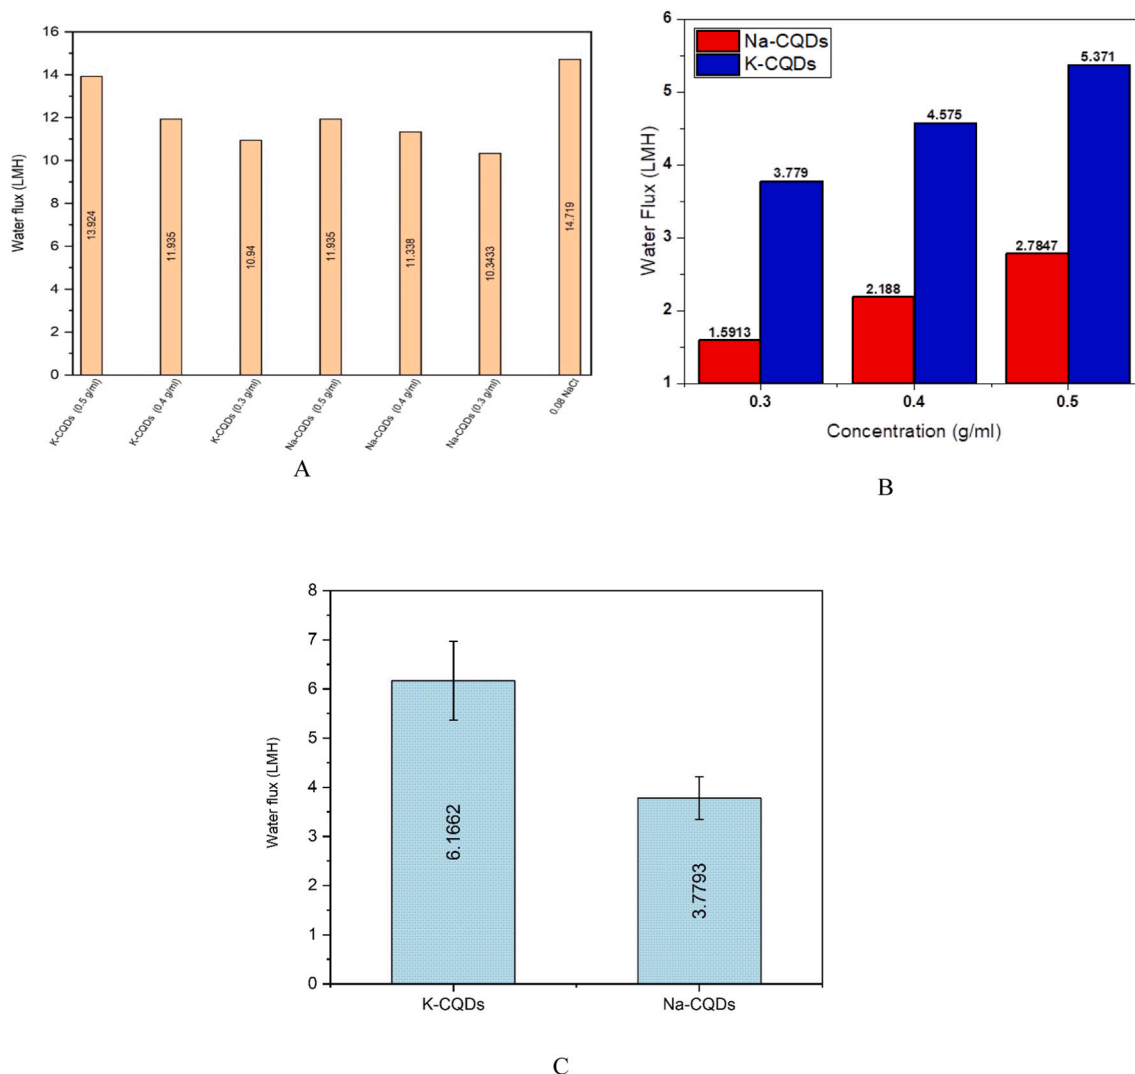 16
14
12
10
8
6
4
2
0
Water flux (LMH)
13.924
11.935
10.94
11.935
11.338
10.3433
14.719
K-CQDs (0.5 g/ml)
K-CQDs (0.4 g/ml)
K-CQDs (0.3 g/ml)
Na-CQDs (0.5 g/ml)
Na-CQDs (0.4 g/ml)
Na-CQDs (0.3 g/ml)
0.08 NaCl
A
6
5
4
3
2
1
Water Flux (LMH)
Na-CQDs
K-CQDs
1.5913
3.779
2.188
4.575
2.7847
5.371
0.3
0.4
0.5
Concentration (g/ml)
B
8
7
6
5
4
3
2
1
0
Water flux (LMH)
6.1662
3.7793
K-CQDs
Na-CQDs
C